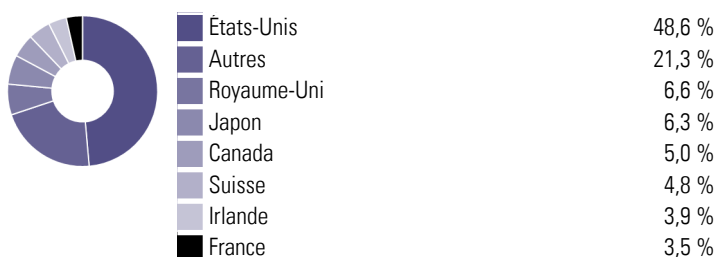 États-Unis 48,6 %
Autres 21,3 %
Royaume-Uni 6,6 %
Japon 6,3 %
Canada 5,0 %
Suisse 4,8 %
Irlande 3,9 %
France 3,5 %